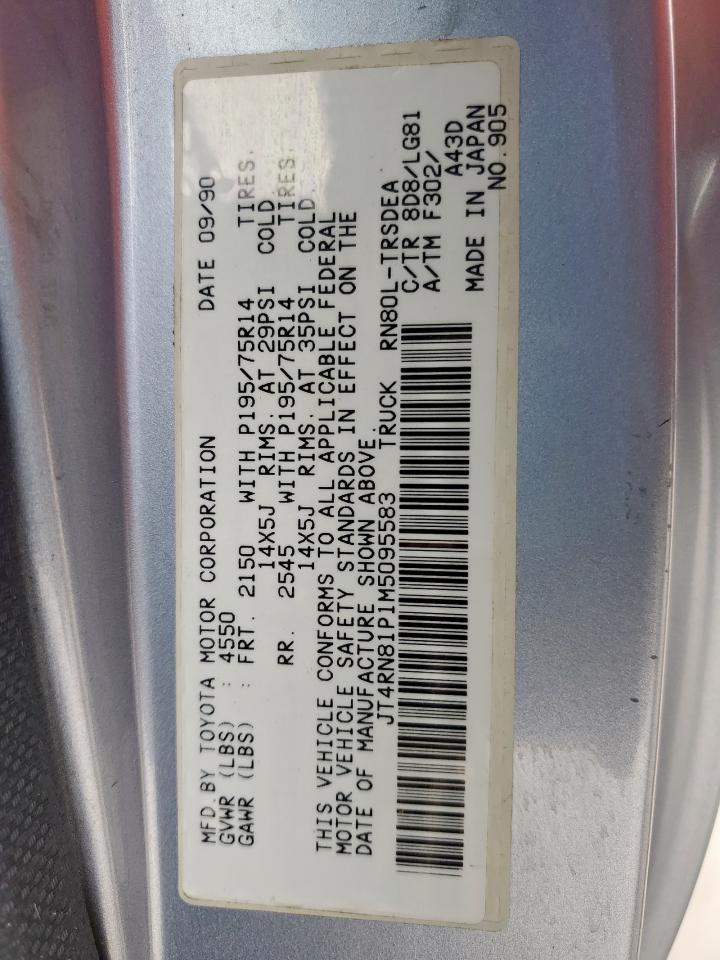 MFD. BY TOYOTA MOTOR CORPORATION DATE 09/90
GVWR (LBS) : 4550
GAWR (LBS) : FRT. 2150 WITH P195/75R14 TIRES,
14X5J RIMS. AT 29PSI COLD
RR. 2545 WITH P195/75R14 TIRES,
14X5J RIMS. AT 35PSI COLD.
THIS VEHICLE CONFORMS TO ALL APPLICABLE FEDERAL
MOTOR VEHICLE SAFETY STANDARDS IN EFFECT ON THE
DATE OF MANUFACTURE SHOWN ABOVE.
JT4RN81P1M5095583 TRUCK RN80L-TRSDEA
C/TR 8D8/LG81
A/TM F302/
A43D
MADE IN JAPAN
NO.905